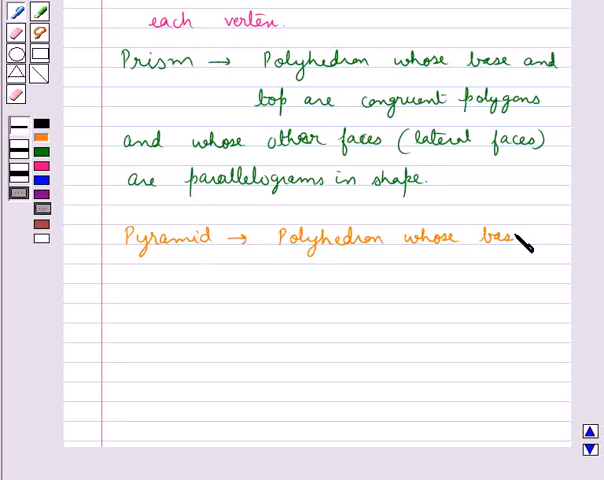 each vertex.
Prism → Polyhedron whose base and
top are congruent polygons
and whose other faces (lateral faces)
are parallelograms in shape.
Pyramid → Polyhedron whose bas